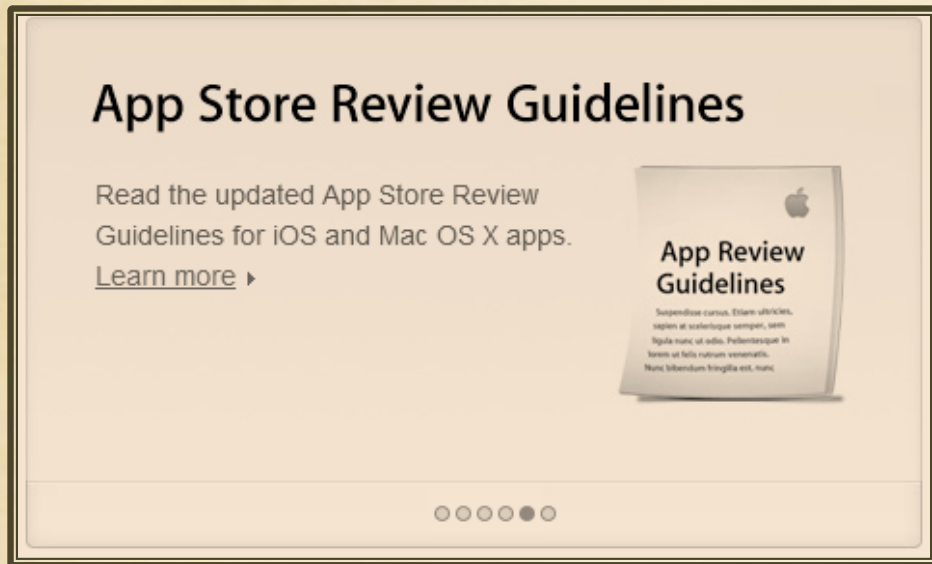 App Store Review Guidelines
Read the updated App Store Review
Guidelines for iOS and Mac OS X apps.
Learn more
App Review
Guidelines
Suspendisse cursus. Etiam ultricies,
sapien at scelerisque semper, sem
ligula nunc ut odio. Pellentesque in
lorem ut felis rutrum venenatis.
Nunc bibendum fringilla est, nunc